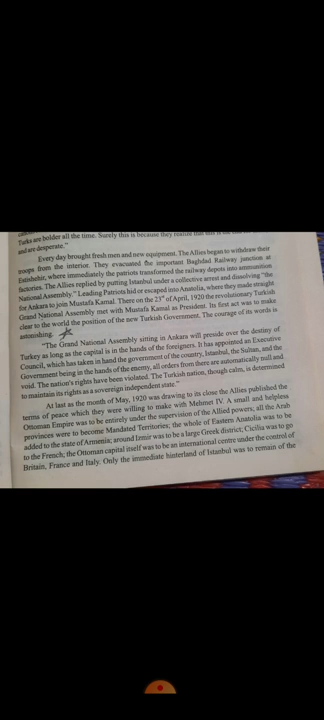 Turks are bolder all the time. Surely this is because they realize that this is
and are desperate."
Every day brought fresh men and new equipment. The Allies began to withdraw their
troops from the interior. They evacuated the important Baghdad Railway junction at
Estishehir, where immediately the patriots transformed the railway depots into ammunition
factories. The Allies replied by putting Istanbul under a collective arrest and dissolving "the
National Assembly." Leading Patriots hid or escaped into Anatolia, where they made straight
for Ankara to join Mustafa Kamal. There on the 23rd of April, 1920 the revolutionary Turkish
Grand National Assembly met with Mustafa Kamal as President. Its first act was to make
clear to the world the position of the new Turkish Government. The courage of its words is
astonishing.
"The Grand National Assembly sitting in Ankara will preside over the destiny of
Turkey as long as the capital is in the hands of the foreigners. It has appointed an Executive
Council, which has taken in hand the government of the country, Istanbul, the Sultan, and the
Government being in the hands of the enemy, all orders from there are automatically null and
void. The nation's rights have been violated. The Turkish nation, though calm, is determined
to maintain its rights as a sovereign independent state."
At last as the month of May, 1920 was drawing to its close the Allies published the
terms of peace which they were willing to make with Mehmet IV. A small and helpless
Ottoman Empire was to be entirely under the supervision of the Allied powers; all the Arab
provinces were to become Mandated Territories; the whole of Eastern Anatolia was to be
added to the state of Armenia; around Izmir was to be a large Greek district; Cicilia was to go
to the French; the Ottoman capital itself was to be an international centre under the control of
Britain, France and Italy. Only the immediate hinterland of Istanbul was to remain of the